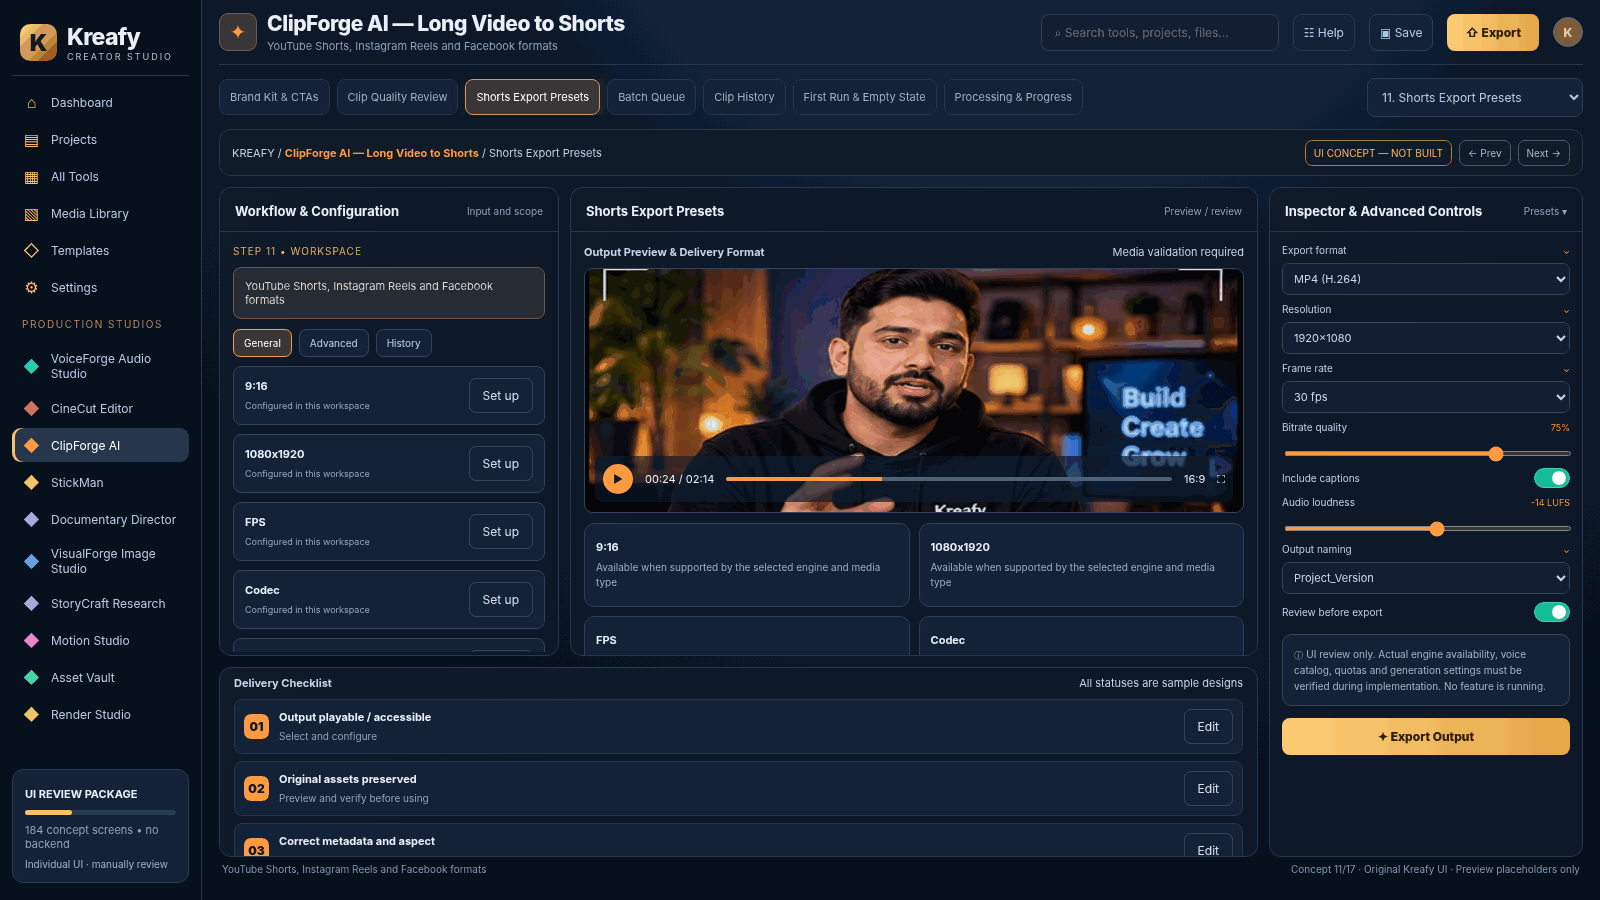 K
Kreafy
CREATOR STUDIO
Dashboard
Projects
All Tools
Media Library
Templates
Settings
PRODUCTION STUDIOS
VoiceForge Audio
Studio
CineCut Editor
ClipForge AI
StickMan
Documentary Director
VisualForge Image
Studio
StoryCraft Research
Motion Studio
Asset Vault
Render Studio
UI REVIEW PACKAGE
184 concept screens • no
backend
Individual UI · manually review
ClipForge AI — Long Video to Shorts
YouTube Shorts, Instagram Reels and Facebook formats
Search tools, projects, files...
Help
Save
Export
K
Brand Kit & CTAs
Clip Quality Review
Shorts Export Presets
Batch Queue
Clip History
First Run & Empty State
Processing & Progress
11. Shorts Export Presets
KREAFY / ClipForge AI — Long Video to Shorts / Shorts Export Presets
UI CONCEPT — NOT BUILT
← Prev
Next →
Workflow & Configuration
Input and scope
STEP 11 • WORKSPACE
YouTube Shorts, Instagram Reels and Facebook
formats
General
Advanced
History
9:16
Configured in this workspace
Set up
1080x1920
Configured in this workspace
Set up
FPS
Configured in this workspace
Set up
Codec
Configured in this workspace
Set up
Shorts Export Presets
Preview / review
Output Preview & Delivery Format
Media validation required
Build
Create
Grow
00:24 / 02:14
16:9
Kreafy
9:16
Available when supported by the selected engine and media
type
1080x1920
Available when supported by the selected engine and media
type
FPS
Codec
Delivery Checklist
All statuses are sample designs
01
Output playable / accessible
Select and configure
Edit
02
Original assets preserved
Preview and verify before using
Edit
03
Correct metadata and aspect
Edit
Inspector & Advanced Controls
Presets ▾
Export format
MP4 (H.264)
Resolution
1920×1080
Frame rate
30 fps
Bitrate quality
75%
Include captions
Audio loudness
-14 LUFS
Output naming
Project_Version
Review before export
ⓘ UI review only. Actual engine availability, voice
catalog, quotas and generation settings must be
verified during implementation. No feature is running.
✦ Export Output
YouTube Shorts, Instagram Reels and Facebook formats
Concept 11/17 · Original Kreafy UI · Preview placeholders only